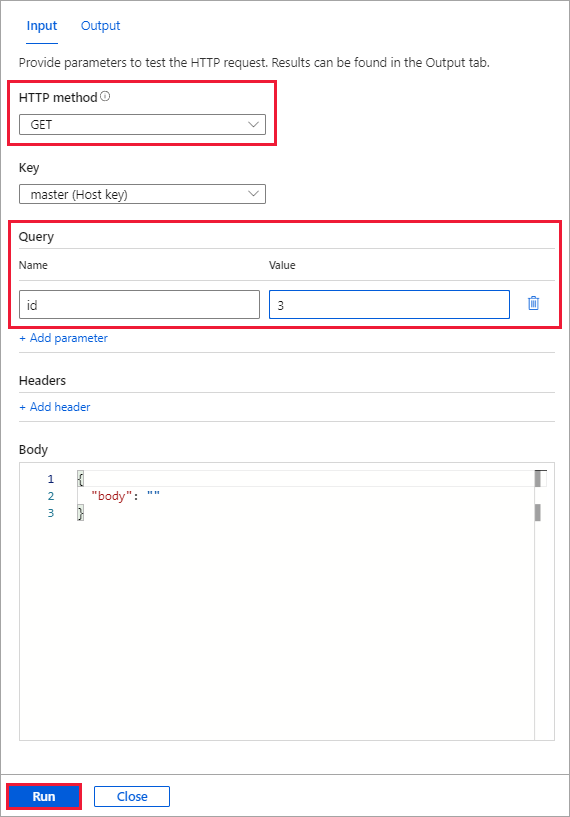 Input Output
Provide parameters to test the HTTP request. Results can be found in the Output tab.
HTTP method
GET
Key
master (Host key)
Query
Name Value
id 3
+ Add parameter
Headers
+ Add header
Body
1 {
2 "body": ""
3 }
Run Close